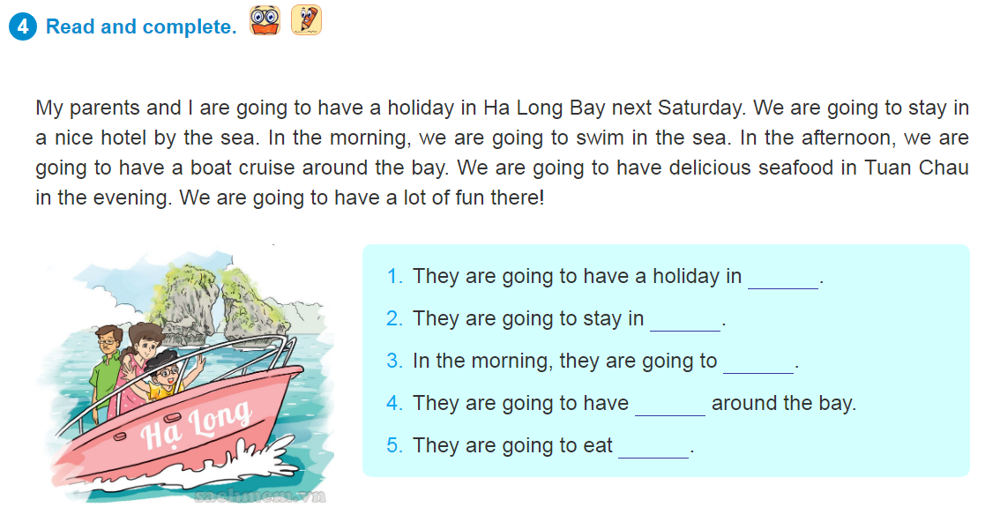 4 Read and complete.
My parents and I are going to have a holiday in Ha Long Bay next Saturday. We are going to stay in
a nice hotel by the sea. In the morning, we are going to swim in the sea. In the afternoon, we are
going to have a boat cruise around the bay. We are going to have delicious seafood in Tuan Chau
in the evening. We are going to have a lot of fun there!
Hạ Long
sachmem.vn
1. They are going to have a holiday in ______.
2. They are going to stay in ______.
3. In the morning, they are going to ______.
4. They are going to have ______ around the bay.
5. They are going to eat ______.